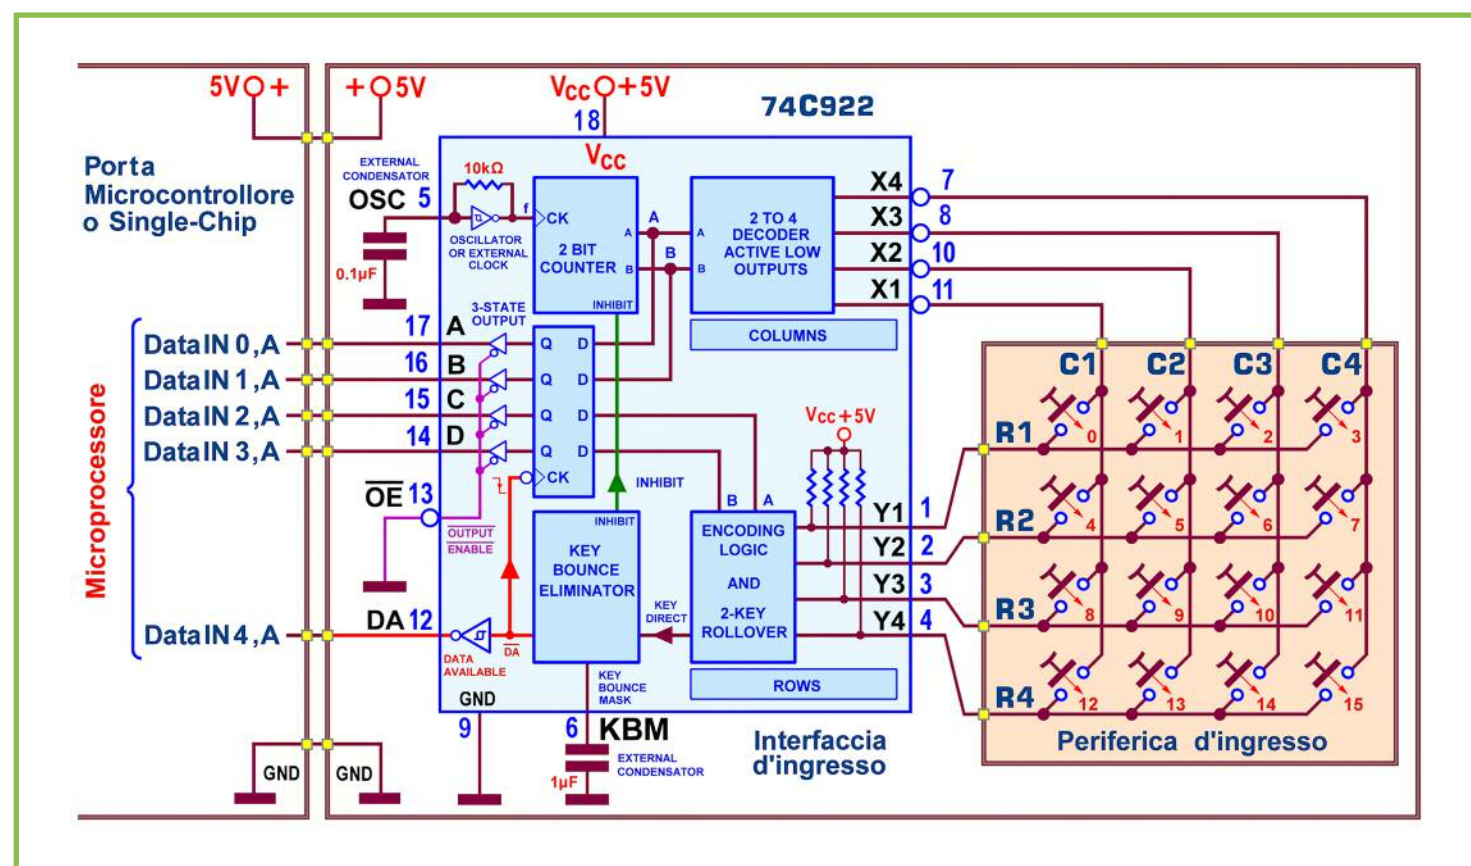 5V +
+ 5V
VCC +5V
18
74C922
Porta
Microcontrollore
o Single-Chip
EXTERNAL
CONDENSATOR
OSC 5
0.1µF
10kΩ
OSCILLATOR
OR EXTERNAL
CLOCK
f
VCC
CK
2 BIT
COUNTER
A
B
INHIBIT
A
B
A
B
2 TO 4
DECODER
ACTIVE LOW
OUTPUTS
COLUMNS
X4 7
X3 8
X2 10
X1 11
Microprocessore
DataIN 0,A
DataIN 1,A
DataIN 2,A
DataIN 3,A
DataIN 4,A
17 A
16 B
15 C
14 D
3-STATE
OUTPUT
Q D
Q D
Q D
Q D
CK
OE 13
OUTPUT
ENABLE
INHIBIT
INHIBIT
KEY
BOUNCE
ELIMINATOR
KEY
DIRECT
B A
ENCODING
LOGIC
AND
2-KEY
ROLLOVER
ROWS
Vcc+5V
Y1 1
Y2 2
Y3 3
Y4 4
DA 12
DATA
AVAILABLE
DA
GND
9
KEY
BOUNCE
MASK
6 KBM
1µF
EXTERNAL
CONDENSATOR
GND
GND
Interfaccia
d'ingresso
C1 C2 C3 C4
R1 0 1 2 3
R2 4 5 6 7
R3 8 9 10 11
R4 12 13 14 15
Periferica d'ingresso